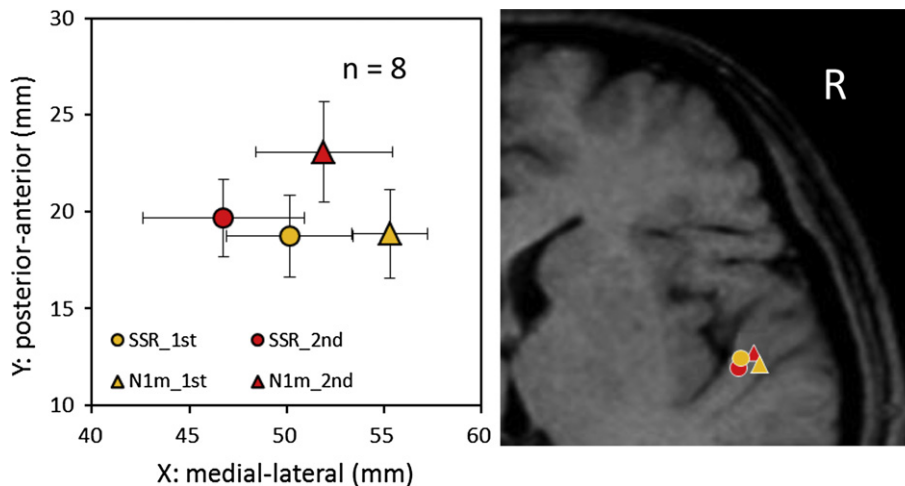 30
25
20
15
10
Y: posterior-anterior (mm)
n = 8
SSR_1st
SSR_2nd
N1m_1st
N1m_2nd
40
45
50
55
60
X: medial-lateral (mm)
R